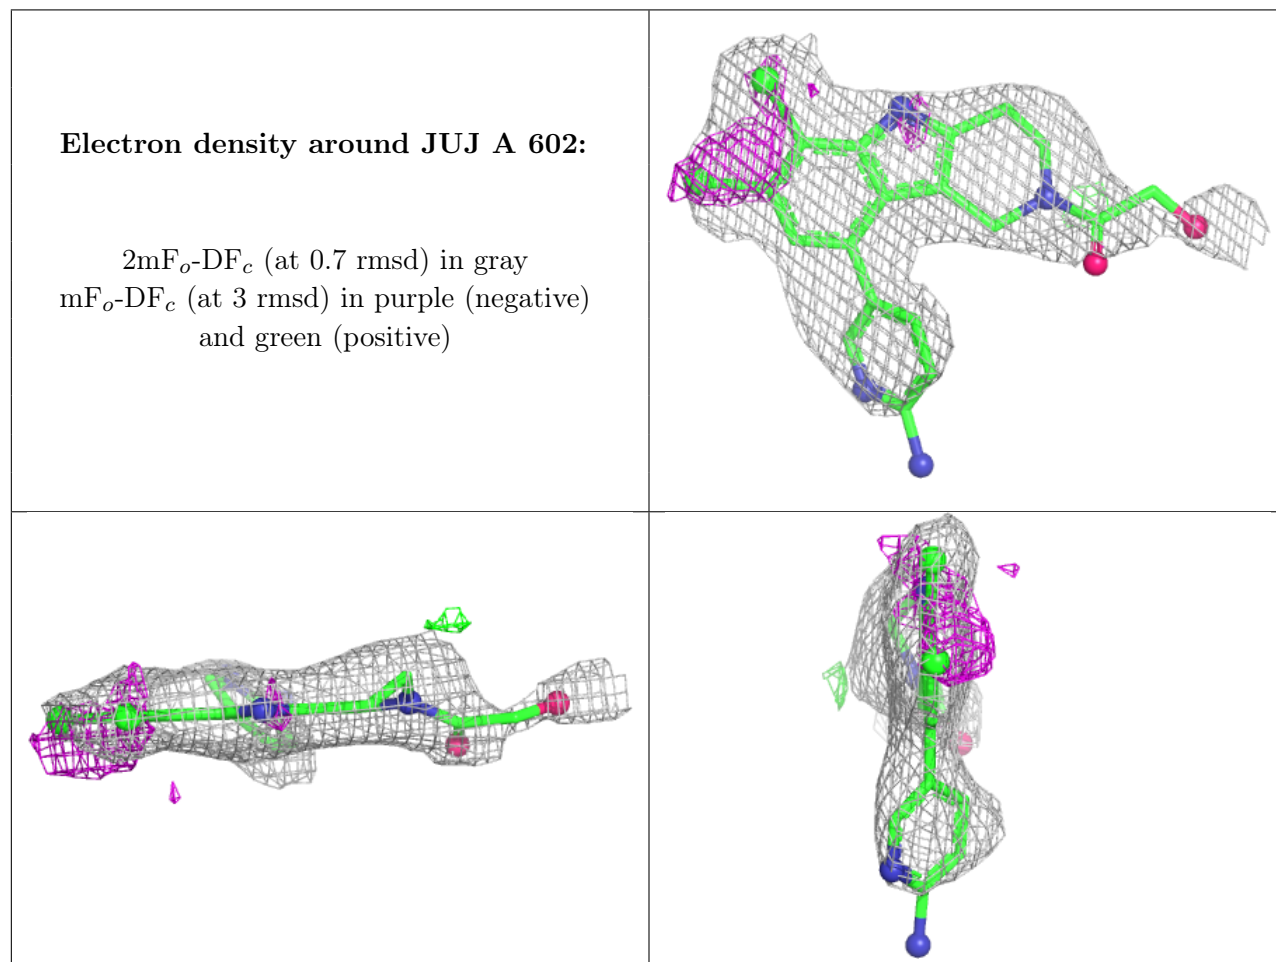 Electron density around JUJ A 602:
2mFo-DFc (at 0.7 rmsd) in gray
mFo-DFc (at 3 rmsd) in purple (negative)
and green (positive)